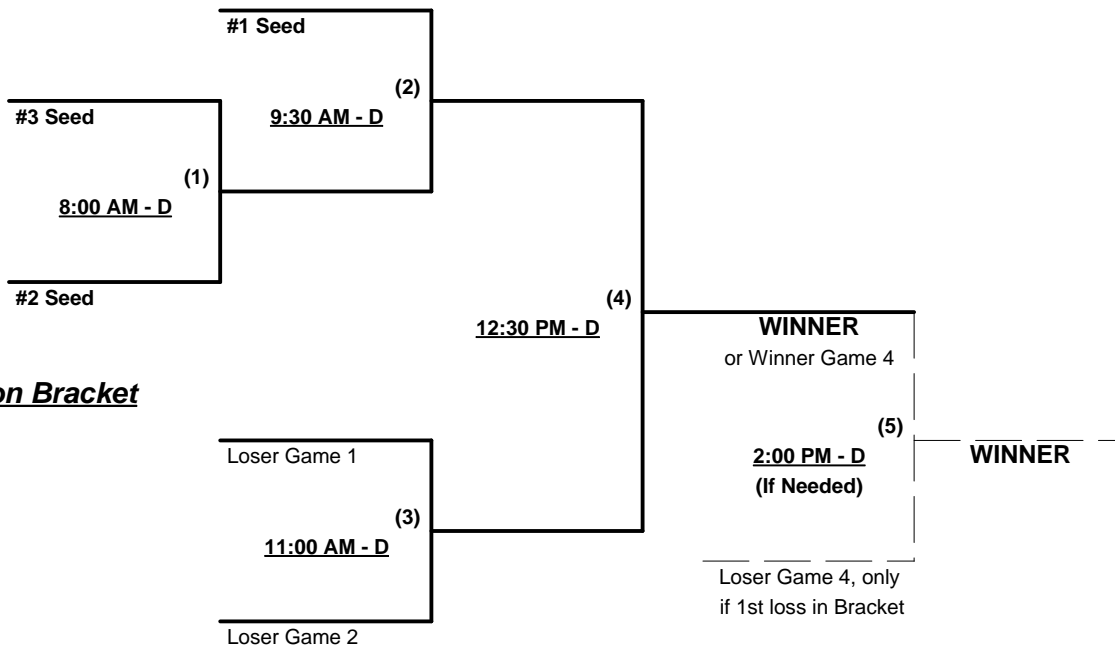 #1 Seed
(2)
9:30 AM - D
#3 Seed
(1)
8:00 AM - D
#2 Seed
(4)
12:30 PM - D
WINNER
or Winner Game 4
on Bracket
(5)
2:00 PM - D
(If Needed)
WINNER
Loser Game 1
(3)
11:00 AM - D
Loser Game 4, only
if 1st loss in Bracket
Loser Game 2